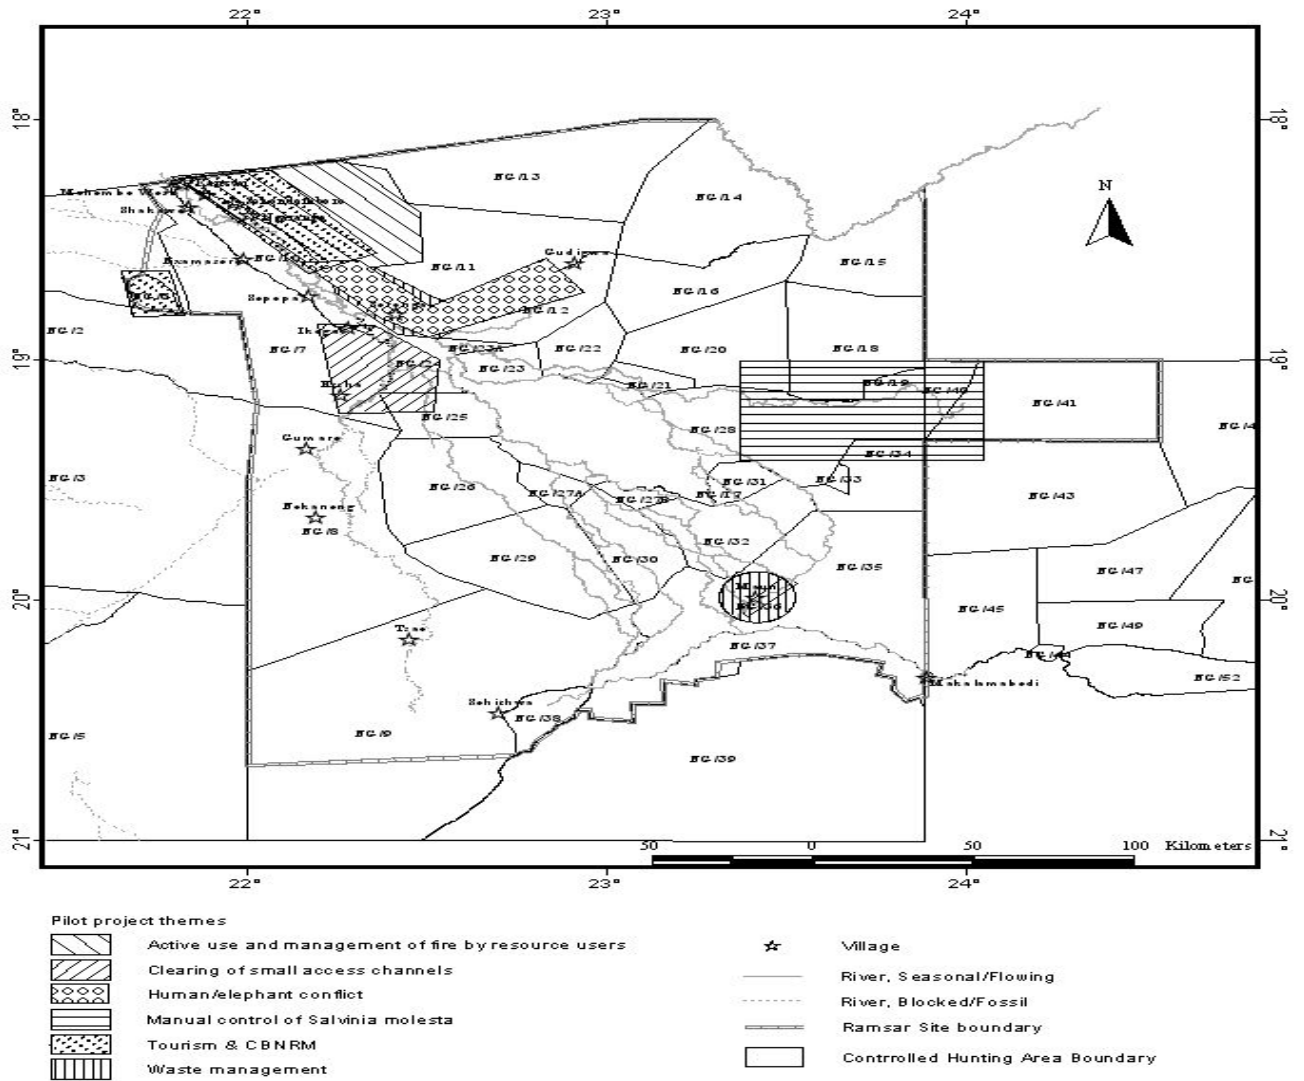 22° 23° 24°
18° 18°
N
NG/13
NG/14
Mohembo West
Shakawe
Gudigwa
NG/11
NG/15
NG/16
Sepopa
NG/12
NG/2
NG/7
NG/22
NG/20
NG/18
19° 19°
NG/23
NG/21
NG/19
NG/41
NG/25
NG/28
NG/34
Gumare
NG/3
NG/26
NG/27A
NG/31
NG/33
NG/43
NG/8
NG/32
NG/29
NG/30
NG/35
NG/47
20° 20°
Maun
NG/45
NG/49
Tsao
NG/37
NG/52
Sehithwa
NG/38
NG/5
NG/9
NG/39
21° 21°
50 0 50 100 Kilometers
22° 23° 24°
Pilot project themes
Active use and management of fire by resource users
Clearing of small access channels
Human/elephant conflict
Manual control of Salvinia molesta
Tourism & CBNRM
Waste management
Village
River, Seasonal/Flowing
River, Blocked/Fossil
Ramsar Site boundary
Contrrolled Hunting Area Boundary